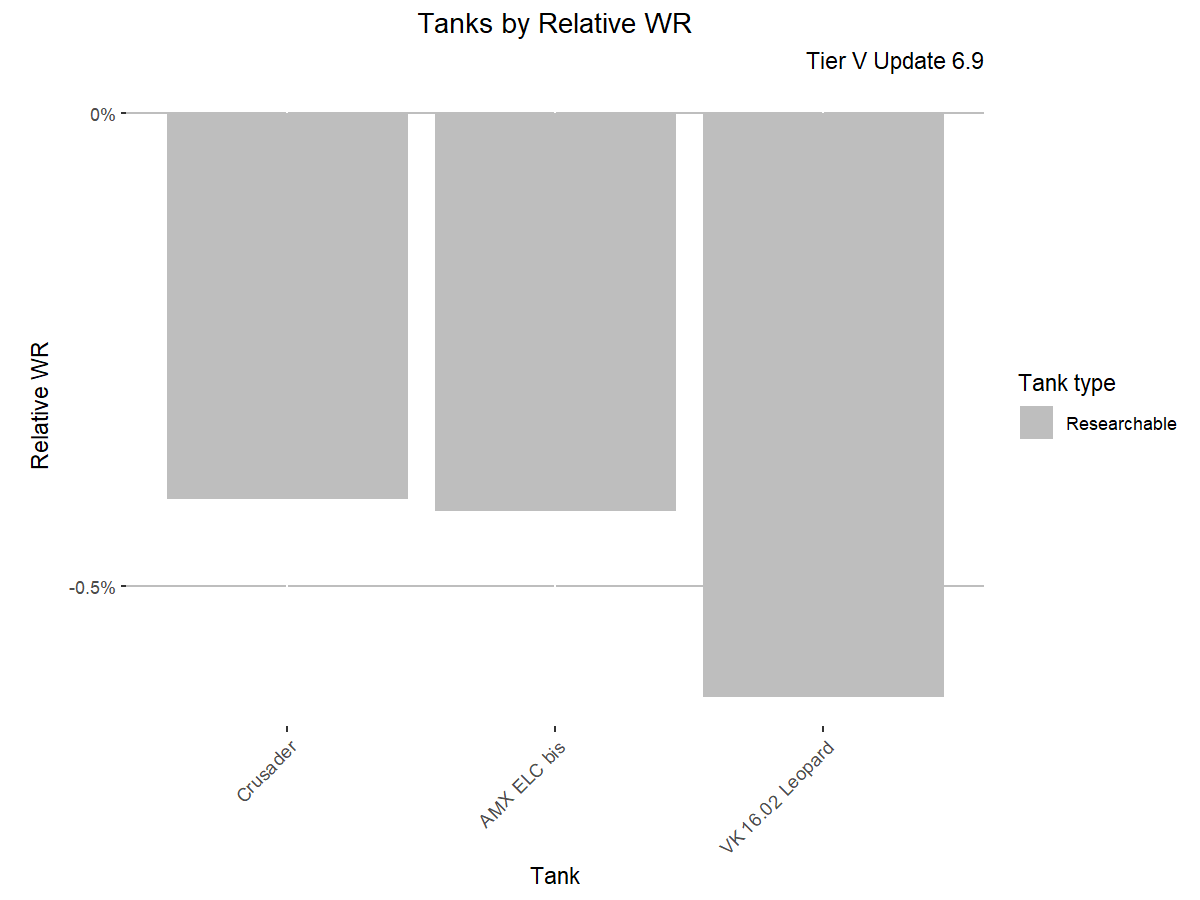 Tanks by Relative WR
Tier V Update 6.9
0%
-0.5%
Relative WR
Crusader
AMX ELC bis
VK 16.02 Leopard
Tank
Tank type
Researchable